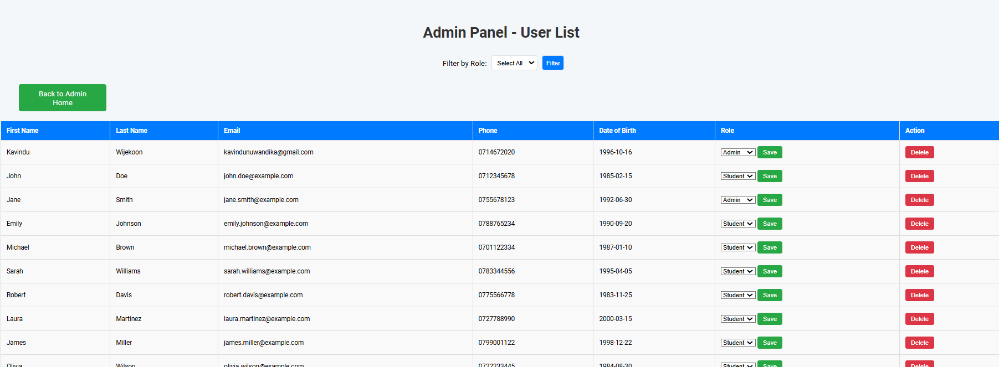 Admin Panel - User List
Filter by Role: Select All Filter
Back to Admin
Home
First Name Last Name Email Phone Date of Birth Role Action
Kavindu Wijekoon kavindunuwandika@gmail.com 0714672020 1996-10-16 Admin Save Delete
John Doe john.doe@example.com 0712345678 1985-02-15 Student Save Delete
Jane Smith jane.smith@example.com 0755678123 1992-06-30 Admin Save Delete
Emily Johnson emily.johnson@example.com 0788765234 1990-09-20 Student Save Delete
Michael Brown michael.brown@example.com 0701122334 1987-01-10 Student Save Delete
Sarah Williams sarah.williams@example.com 0783344556 1995-04-05 Student Save Delete
Robert Davis robert.davis@example.com 0775566778 1983-11-25 Student Save Delete
Laura Martinez laura.martinez@example.com 0727788990 2000-03-15 Student Save Delete
James Miller james.miller@example.com 0799001122 1998-12-22 Student Save Delete
Olivia Wilson olivia.wilson@example.com 0722233445 1984-08-30 Student Save Delete